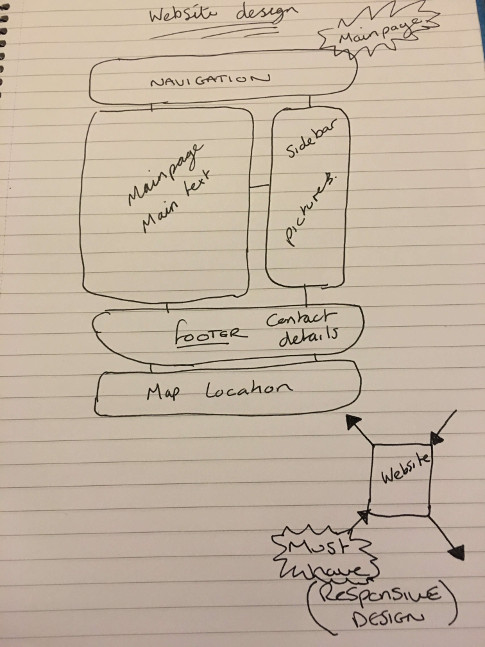 Website design
Mainpage
NAVIGATION
Mainpage
Main text
Sidebar
pictures.
FOOTER
Contact
details
Map Location
Website
Must
have
(RESPONSIVE
DESIGN)